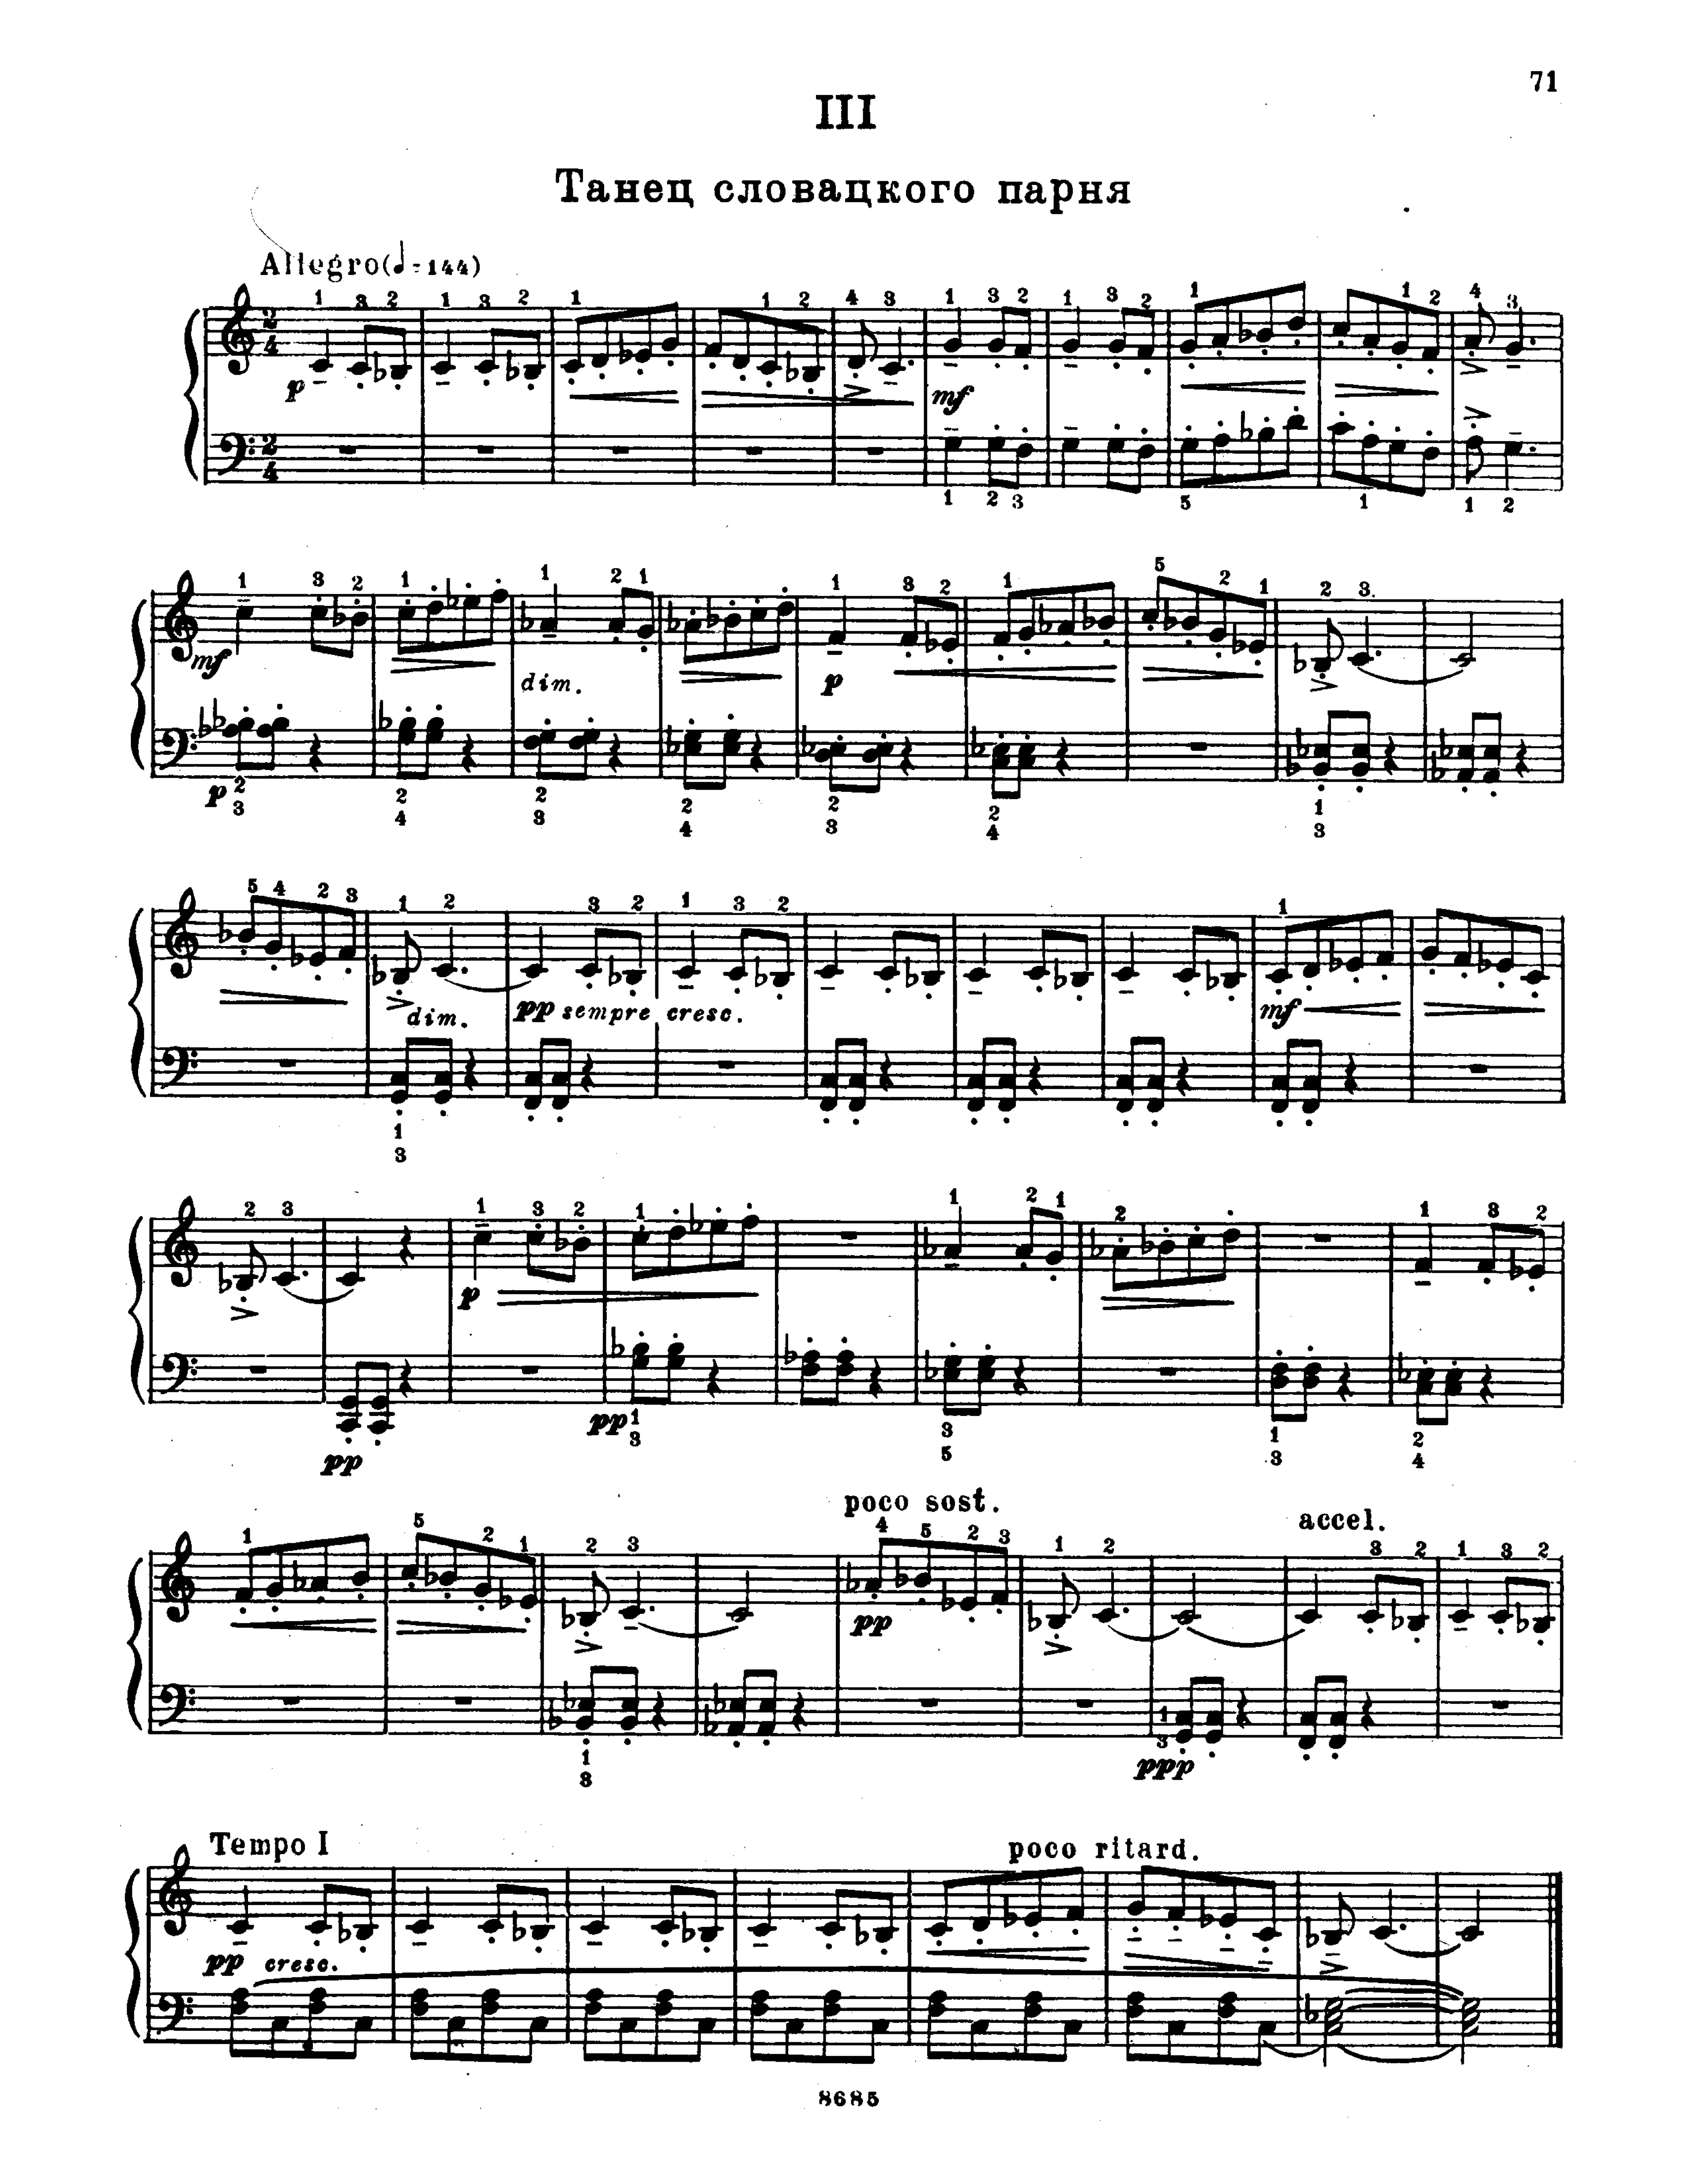 71
III
Танец словацкого парня
Allegro (♩=144)
p
mf
mf
dim.
p
p
dim.
pp sempre cresc.
mf
p
pp
pp
poco sost.
accel.
pp
ppp
Tempo I
poco ritard.
pp cresc.
8685